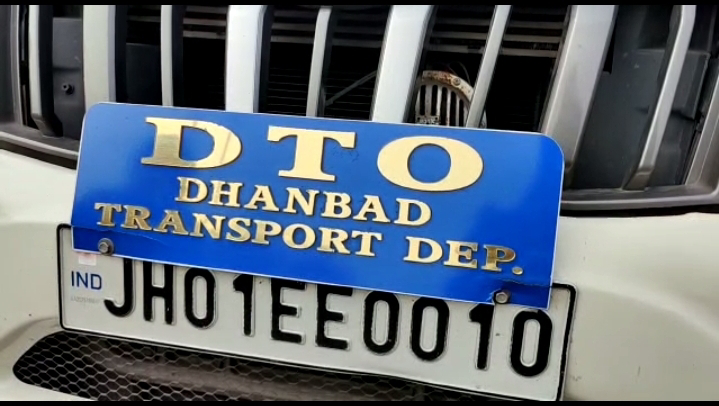 DTO
DHANBAD
TRANSPORT DEP.
IND
JH01EE0010